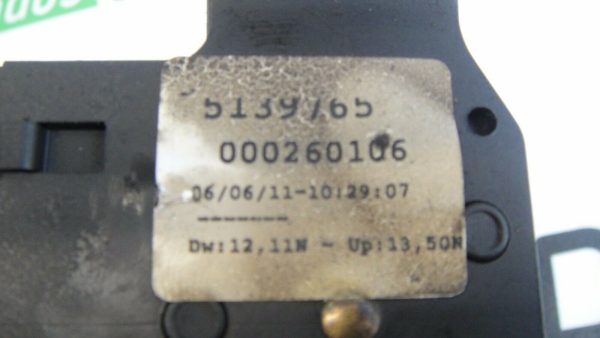 5139765
000260106
06/06/11-10:29:07
-------
Dw:12,11N - Up:13,50N